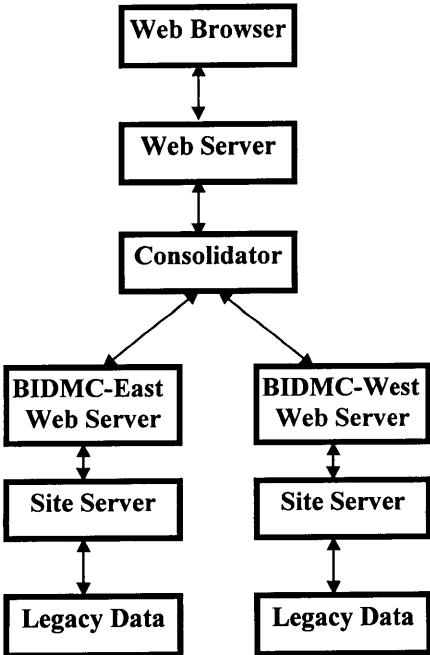 Web Browser
Web Server
Consolidator
BIDMC-East
Web Server
BIDMC-West
Web Server
Site Server
Site Server
Legacy Data
Legacy Data